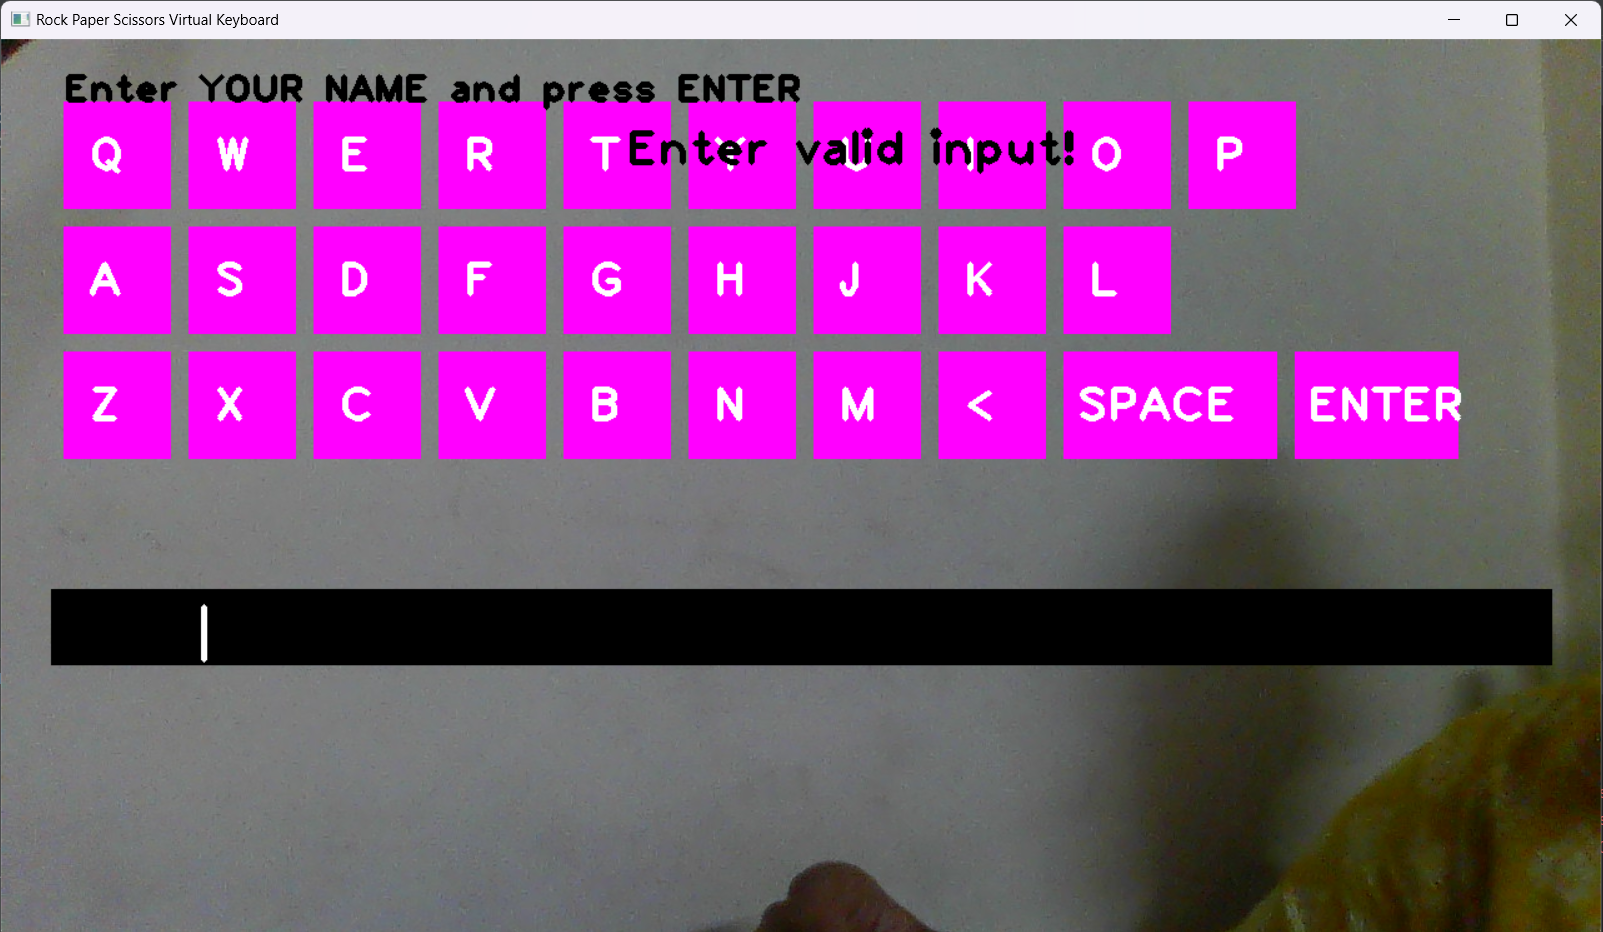 Rock Paper Scissors Virtual Keyboard
Enter YOUR NAME and press ENTER
Q W E R T Y U I O P
Enter valid input!
A S D F G H J K L
Z X C V B N M < SPACE ENTER